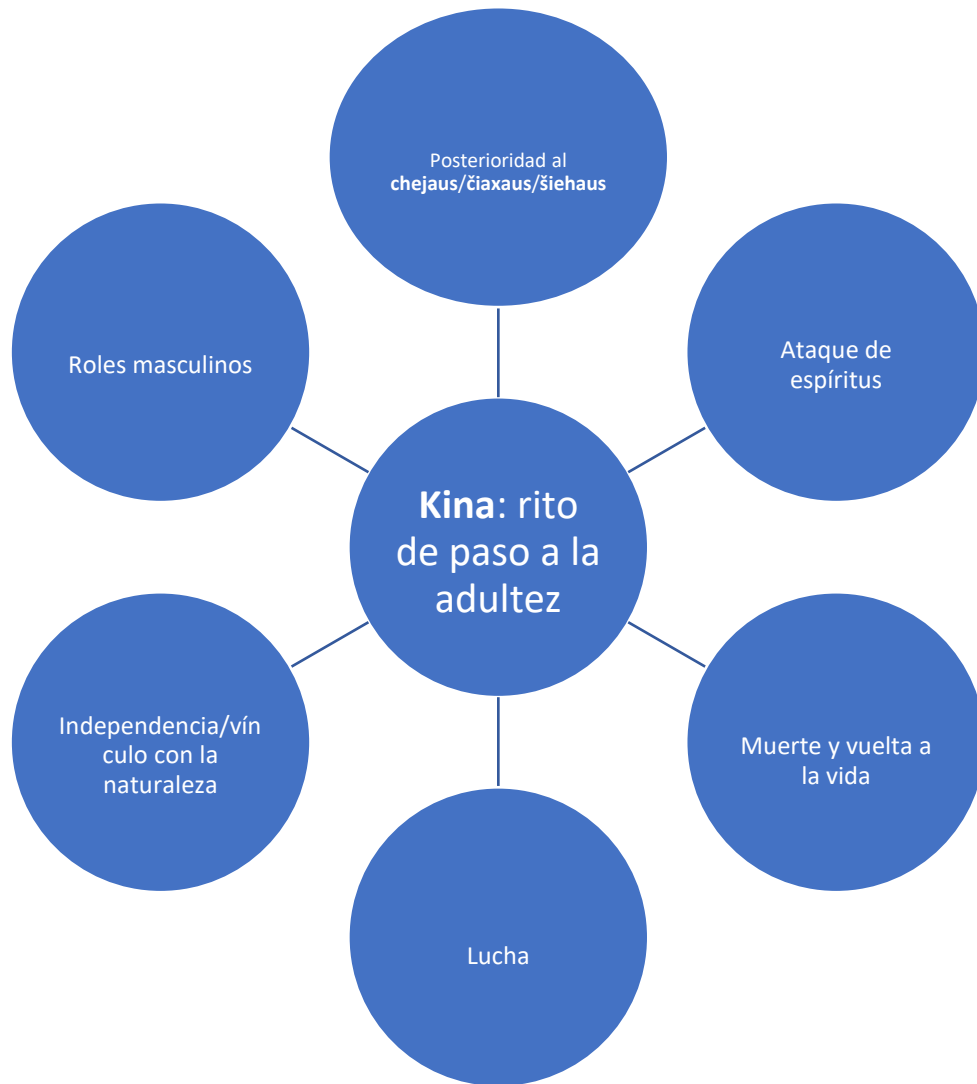 Posterioridad al
chejaus/čiaxaus/šiehaus
Ataque de
espíritus
Muerte y vuelta a
la vida
Lucha
Independencia/vín
culo con la
naturaleza
Roles masculinos
Kina: rito
de paso a la
adultez